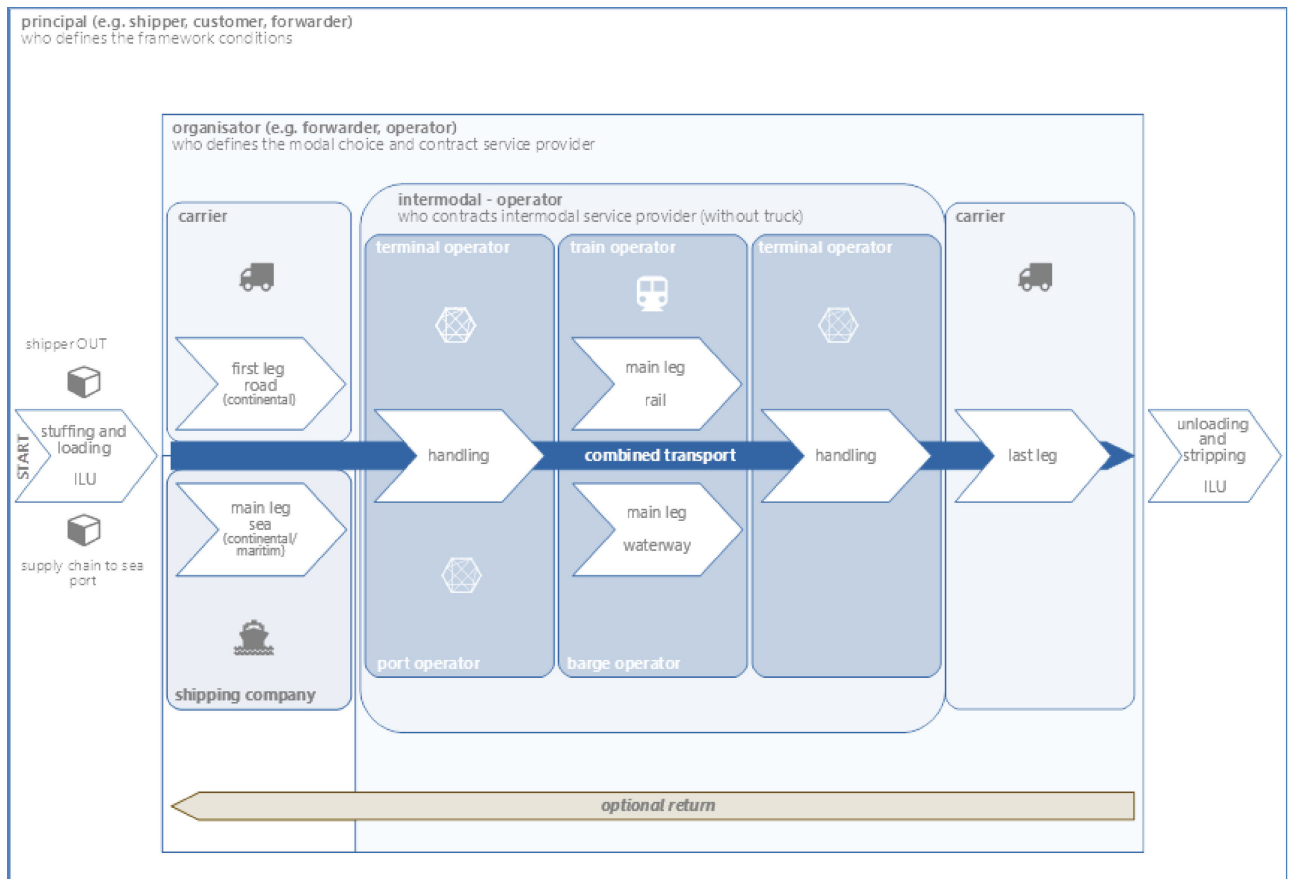 principal (e.g. shipper, customer, forwarder)
who defines the framework conditions
organisator (e.g. forwarder, operator)
who defines the modal choice and contract service provider
intermodal - operator
who contracts intermodal service provider (without truck)
carrier
terminal operator
train operator
terminal operator
carrier
shipper OUT
START
stuffing and
loading
ILU
supply chain to sea
port
first leg
road
(continental)
main leg
sea
(continental/
maritim)
shipping company
handling
port operator
main leg
rail
combined transport
main leg
waterway
barge operator
handling
last leg
unloading
and
stripping
ILU
optional return